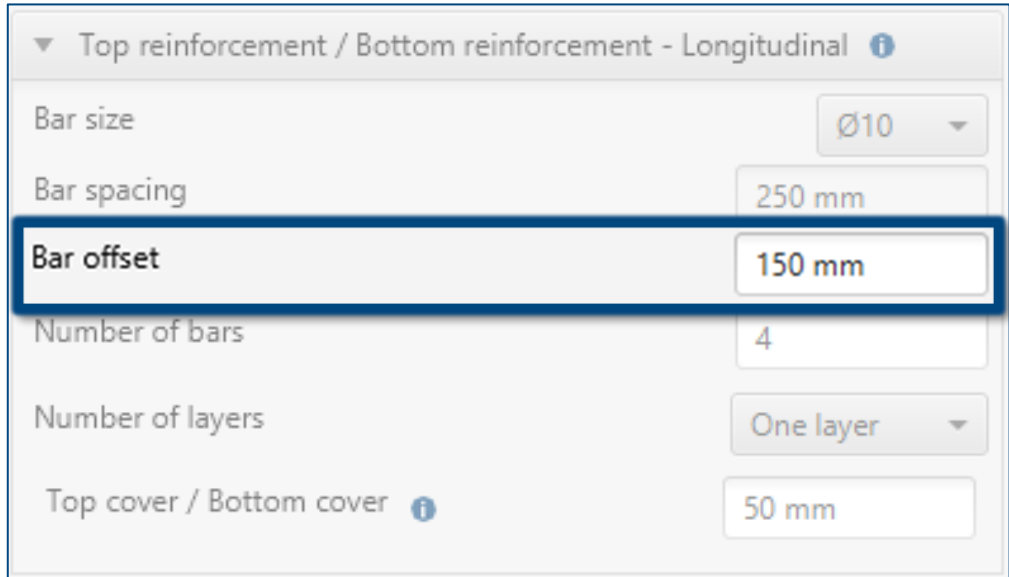 Top reinforcement / Bottom reinforcement - Longitudinal
Bar size Ø10
Bar spacing 250 mm
Bar offset 150 mm
Number of bars 4
Number of layers One layer
Top cover / Bottom cover 50 mm